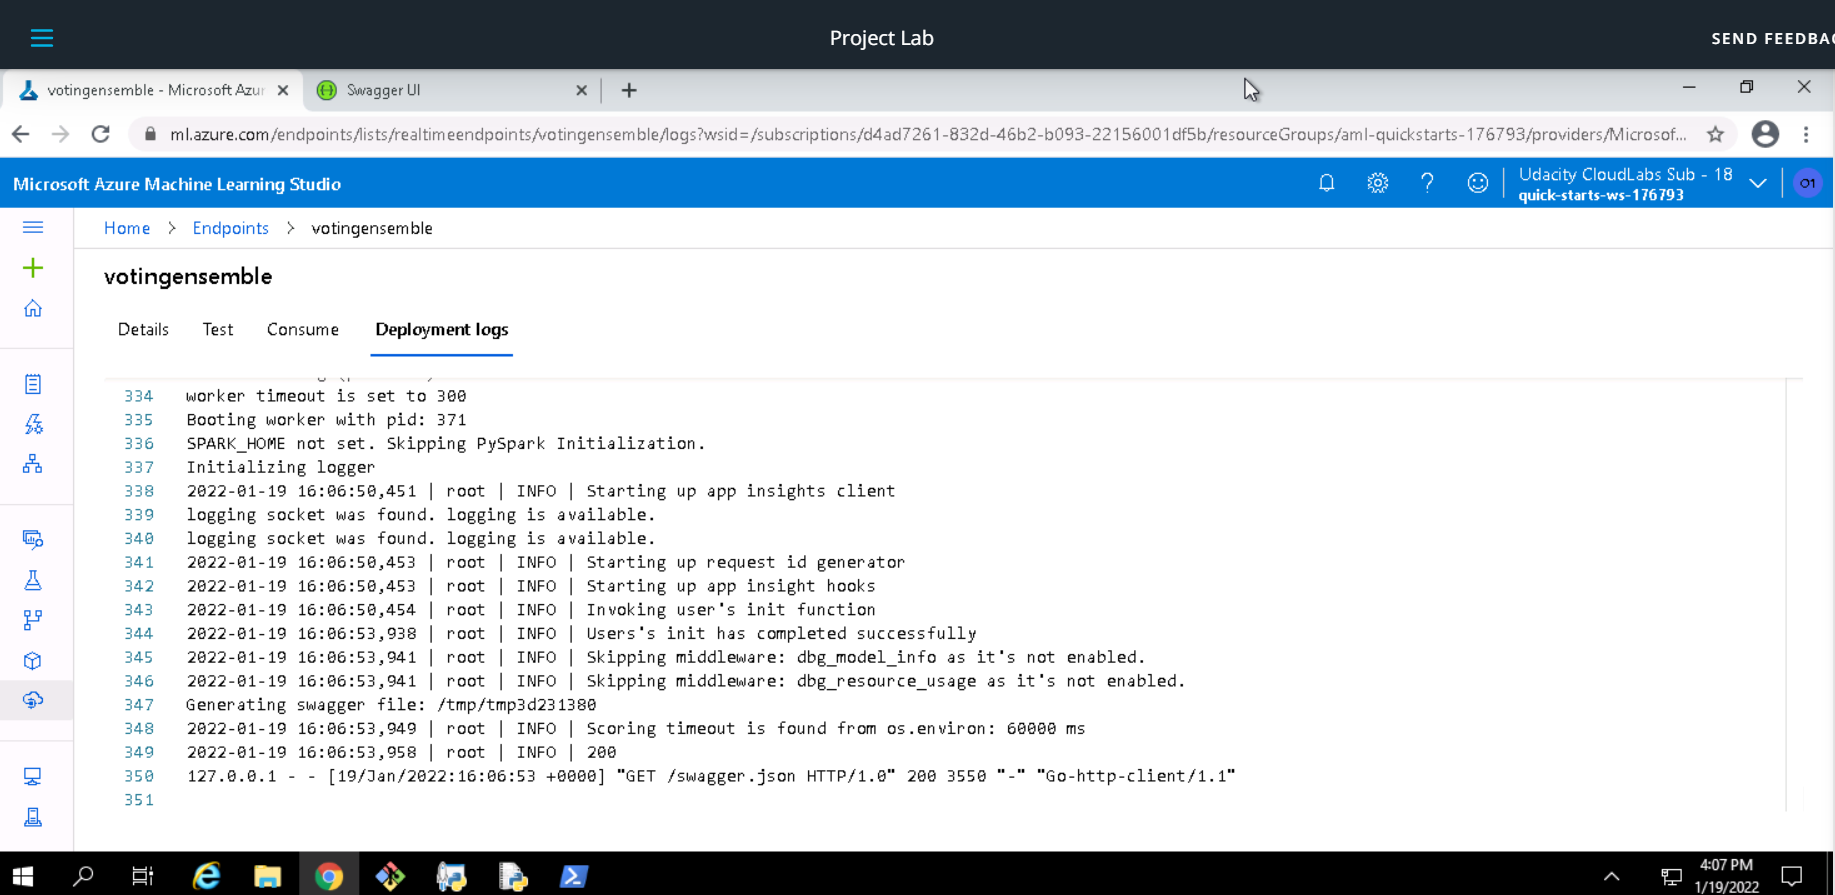 Project Lab
SEND FEEDBAC
votingensemble - Microsoft Azur
Swagger UI
ml.azure.com/endpoints/lists/realtimeendpoints/votingensemble/logs?wsid=/subscriptions/d4ad7261-832d-46b2-b093-22156001df5b/resourceGroups/aml-quickstarts-176793/providers/Microsof...
Microsoft Azure Machine Learning Studio
Udacity CloudLabs Sub - 18
quick-starts-ws-176793
O1
Home > Endpoints > votingensemble
votingensemble
Details Test Consume Deployment logs
334 worker timeout is set to 300
335 Booting worker with pid: 371
336 SPARK_HOME not set. Skipping PySpark Initialization.
337 Initializing logger
338 2022-01-19 16:06:50,451 | root | INFO | Starting up app insights client
339 logging socket was found. logging is available.
340 logging socket was found. logging is available.
341 2022-01-19 16:06:50,453 | root | INFO | Starting up request id generator
342 2022-01-19 16:06:50,453 | root | INFO | Starting up app insight hooks
343 2022-01-19 16:06:50,454 | root | INFO | Invoking user's init function
344 2022-01-19 16:06:53,938 | root | INFO | Users's init has completed successfully
345 2022-01-19 16:06:53,941 | root | INFO | Skipping middleware: dbg_model_info as it's not enabled.
346 2022-01-19 16:06:53,941 | root | INFO | Skipping middleware: dbg_resource_usage as it's not enabled.
347 Generating swagger file: /tmp/tmp3d231380
348 2022-01-19 16:06:53,949 | root | INFO | Scoring timeout is found from os.environ: 60000 ms
349 2022-01-19 16:06:53,958 | root | INFO | 200
350 127.0.0.1 - - [19/Jan/2022:16:06:53 +0000] "GET /swagger.json HTTP/1.0" 200 3550 "-" "Go-http-client/1.1"
351
4:07 PM
1/19/2022